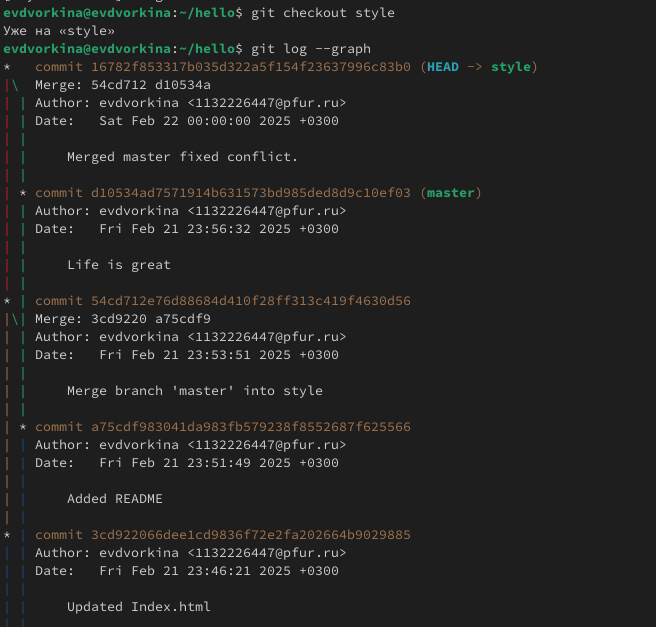 evdvorkina@evdvorkina:~/hello$ git checkout style
Уже на «style»
evdvorkina@evdvorkina:~/hello$ git log --graph
*   commit 16782f853317b035d322a5f154f23637996c83b0 (HEAD -> style)
|\  Merge: 54cd712 d10534a
| | Author: evdvorkina <1132226447@pfur.ru>
| | Date:   Sat Feb 22 00:00:00 2025 +0300
| |
| |     Merged master fixed conflict.
| |
| * commit d10534ad7571914b631573bd985ded8d9c10ef03 (master)
| | Author: evdvorkina <1132226447@pfur.ru>
| | Date:   Fri Feb 21 23:56:32 2025 +0300
| |
| |     Life is great
| |
* | commit 54cd712e76d88684d410f28ff313c419f4630d56
|\| Merge: 3cd9220 a75cdf9
| | Author: evdvorkina <1132226447@pfur.ru>
| | Date:   Fri Feb 21 23:53:51 2025 +0300
| |
| |     Merge branch 'master' into style
| |
| * commit a75cdf983041da983fb579238f8552687f625566
| | Author: evdvorkina <1132226447@pfur.ru>
| | Date:   Fri Feb 21 23:51:49 2025 +0300
| |
| |     Added README
| |
* | commit 3cd922066dee1cd9836f72e2fa202664b9029885
| | Author: evdvorkina <1132226447@pfur.ru>
| | Date:   Fri Feb 21 23:46:21 2025 +0300
| |
| |     Updated Index.html
| |